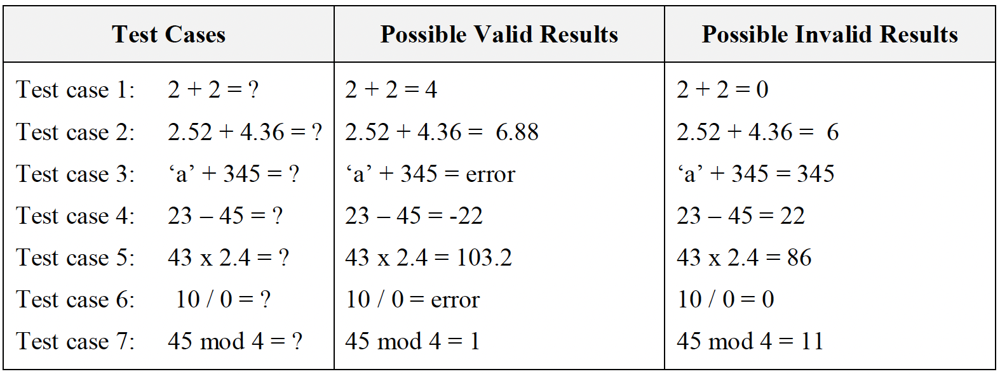 Test Cases Possible Valid Results Possible Invalid Results
Test case 1: 2 + 2 = ? 2 + 2 = 4 2 + 2 = 0
Test case 2: 2.52 + 4.36 = ? 2.52 + 4.36 = 6.88 2.52 + 4.36 = 6
Test case 3: ‘a’ + 345 = ? ‘a’ + 345 = error ‘a’ + 345 = 345
Test case 4: 23 – 45 = ? 23 – 45 = -22 23 – 45 = 22
Test case 5: 43 x 2.4 = ? 43 x 2.4 = 103.2 43 x 2.4 = 86
Test case 6: 10 / 0 = ? 10 / 0 = error 10 / 0 = 0
Test case 7: 45 mod 4 = ? 45 mod 4 = 1 45 mod 4 = 11